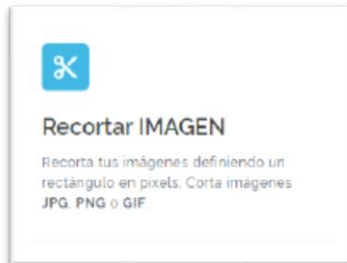 Recortar IMAGEN
Recorta tus imágenes definiendo un
rectángulo en pixels. Corta imágenes
JPG, PNG o GIF